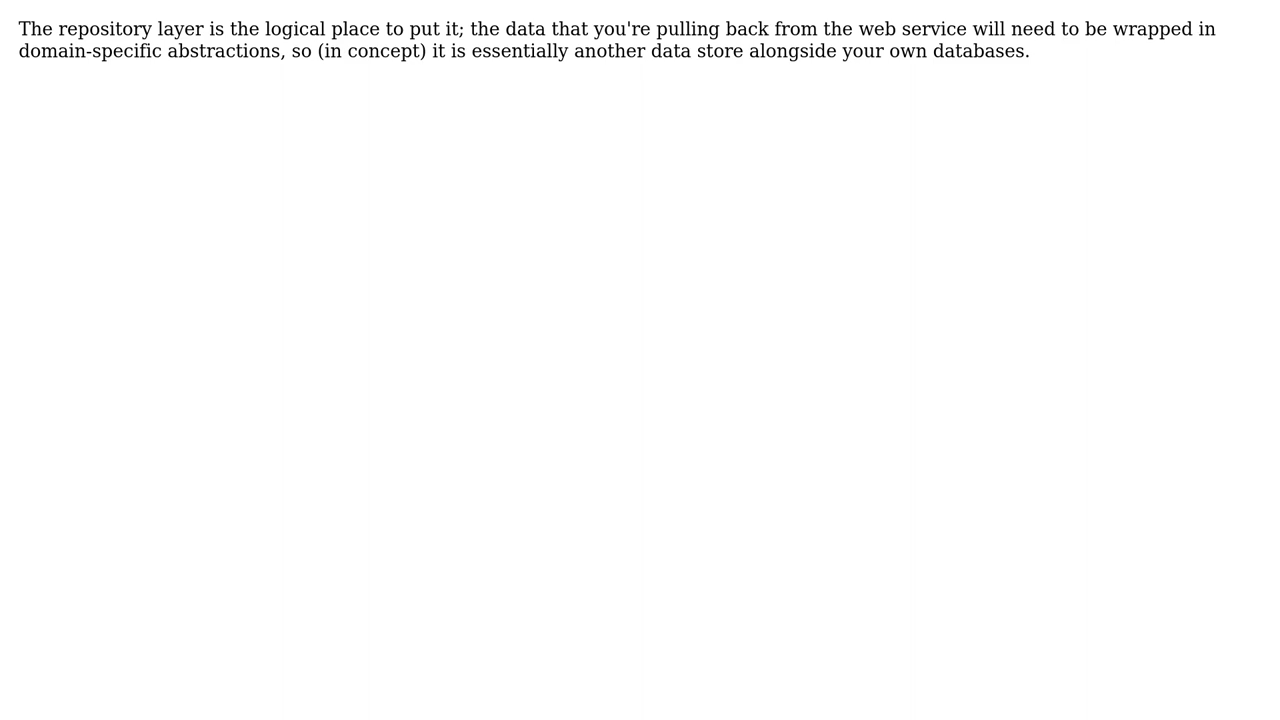 The repository layer is the logical place to put it; the data that you're pulling back from the web service will need to be wrapped in
domain-specific abstractions, so (in concept) it is essentially another data store alongside your own databases.